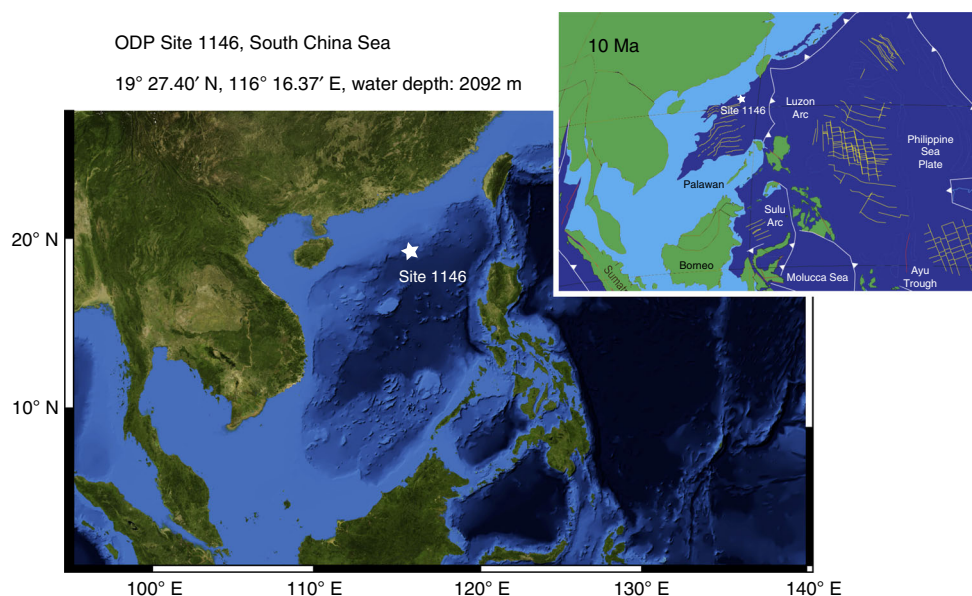 ODP Site 1146, South China Sea
19° 27.40′ N, 116° 16.37′ E, water depth: 2092 m
10 Ma
Site 1146
Luzon
Arc
Philippine
Sea
Plate
Palawan
Sulu
Arc
Borneo
Molucca Sea
Ayu
Trough
Sumat
20° N
Site 1146
10° N
100° E
110° E
120° E
130° E
140° E